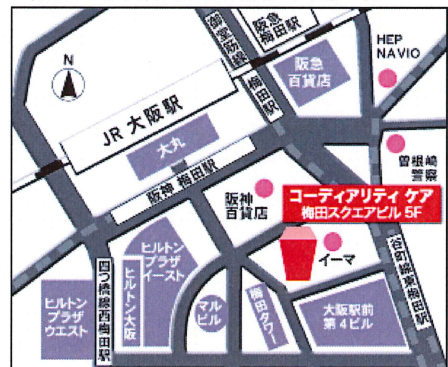 N
JR 大阪駅
大丸
阪神 梅田駅
御堂筋線
梅田駅
阪急
梅田駅
阪急
百貨店
HEP
NAVIO
曽根崎
警察
阪神
百貨店
コーディアリティ ケア
梅田スクエアビル 5F
イーマ
谷町線東梅田駅
四つ橋線西梅田駅
ヒルトン
プラザ
ウエスト
ヒルトン大阪
ヒルトン
プラザ
イースト
マル
ビル
梅田タワー
大阪駅前
第4ビル